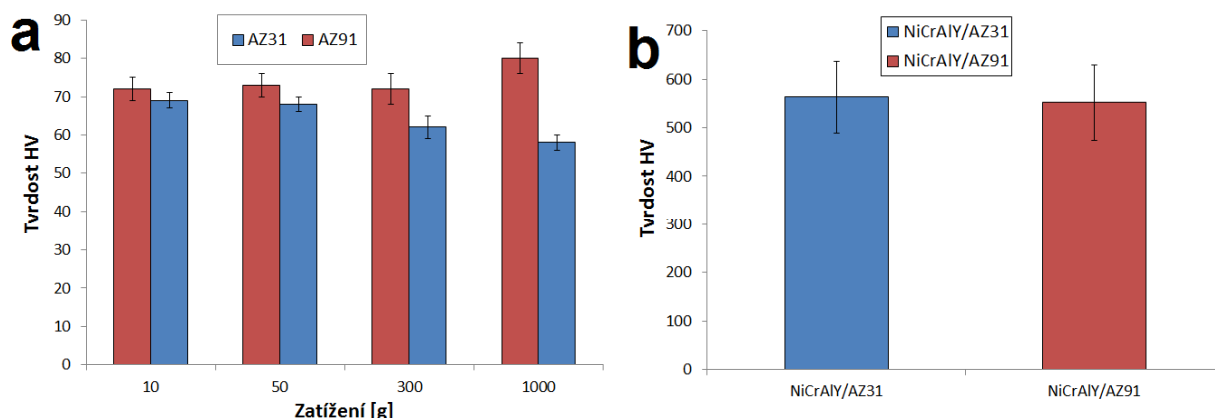 a
AZ31 AZ91
Tvrdost HV
90
80
70
60
50
40
30
20
10
0
10 50 300 1000
Zatížení [g]
b
NiCrAlY/AZ31
NiCrAlY/AZ91
Tvrdost HV
700
600
500
400
300
200
100
0
NiCrAlY/AZ31 NiCrAlY/AZ91